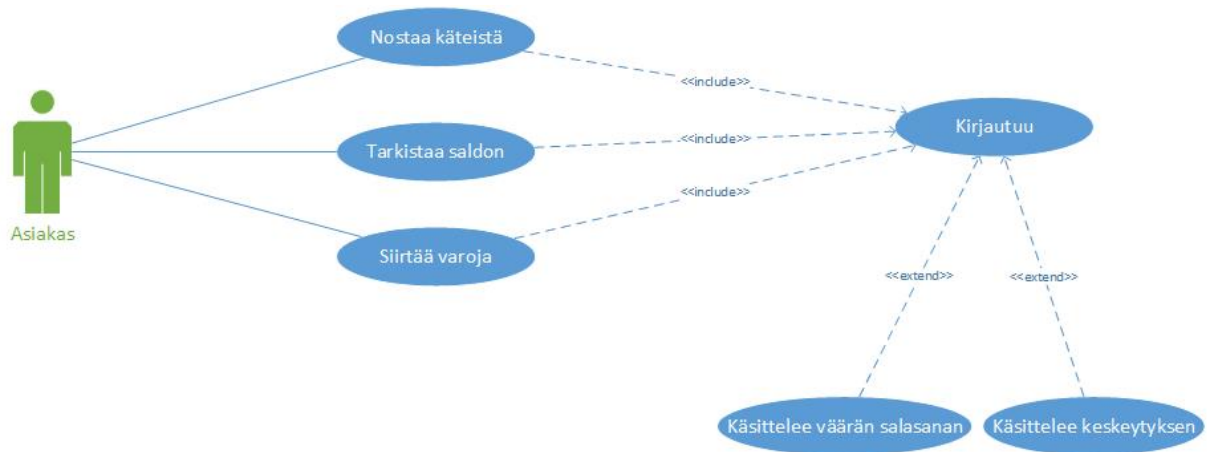 Nostaa käteistä
<<include>>
Kirjautuu
Tarkistaa saldon
<<include>>
<<include>>
Asiakas
Siirtää varoja
<<extend>>
<<extend>>
Käsittelee väärän salasanan
Käsittelee keskeytyksen